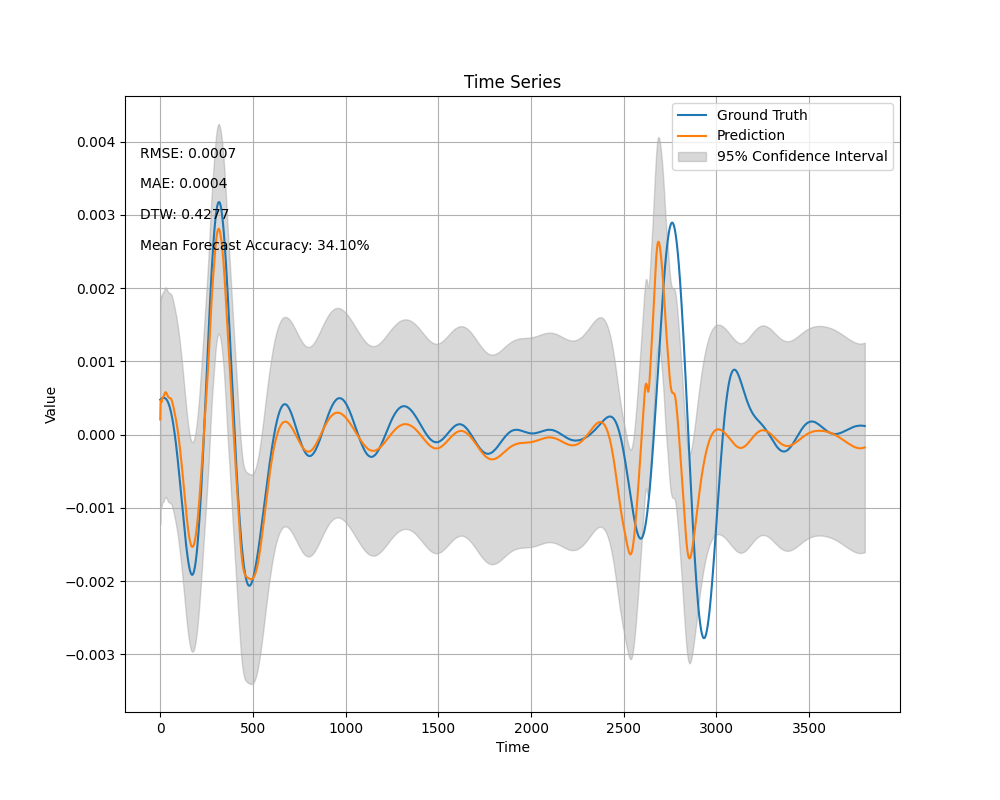 Time Series
Ground Truth
Prediction
95% Confidence Interval
RMSE: 0.0007
MAE: 0.0004
DTW: 0.4277
Mean Forecast Accuracy: 34.10%
0.004
0.003
0.002
0.001
0.000
−0.001
−0.002
−0.003
Value
0 500 1000 1500 2000 2500 3000 3500
Time